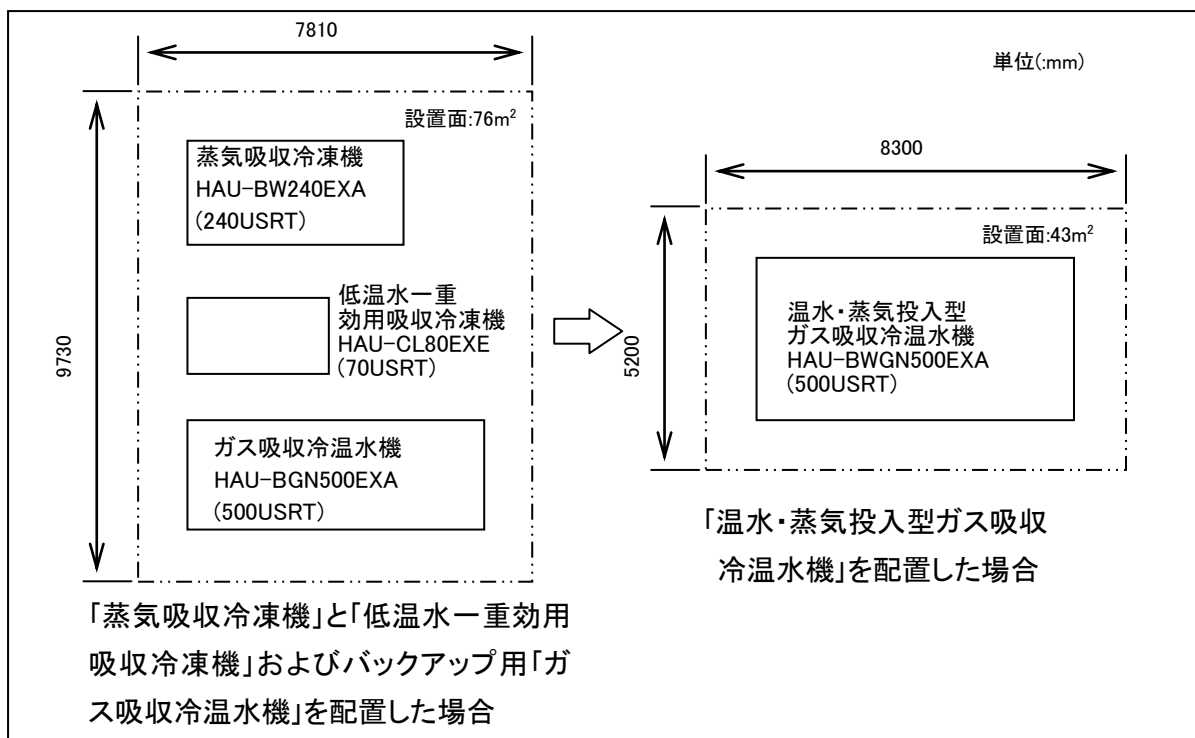 7810
単位(:mm)
設置面:76m²
9730
蒸気吸収冷凍機
HAU-BW240EXA
(240USRT)
低温水一重
効用吸収冷凍機
HAU-CL80EXE
(70USRT)
ガス吸収冷温水機
HAU-BGN500EXA
(500USRT)
「蒸気吸収冷凍機」と「低温水一重効用
吸収冷凍機」およびバックアップ用「ガ
ス吸収冷温水機」を配置した場合
8300
設置面:43m²
5200
温水・蒸気投入型
ガス吸収冷温水機
HAU-BWGN500EXA
(500USRT)
「温水・蒸気投入型ガス吸収
冷温水機」を配置した場合